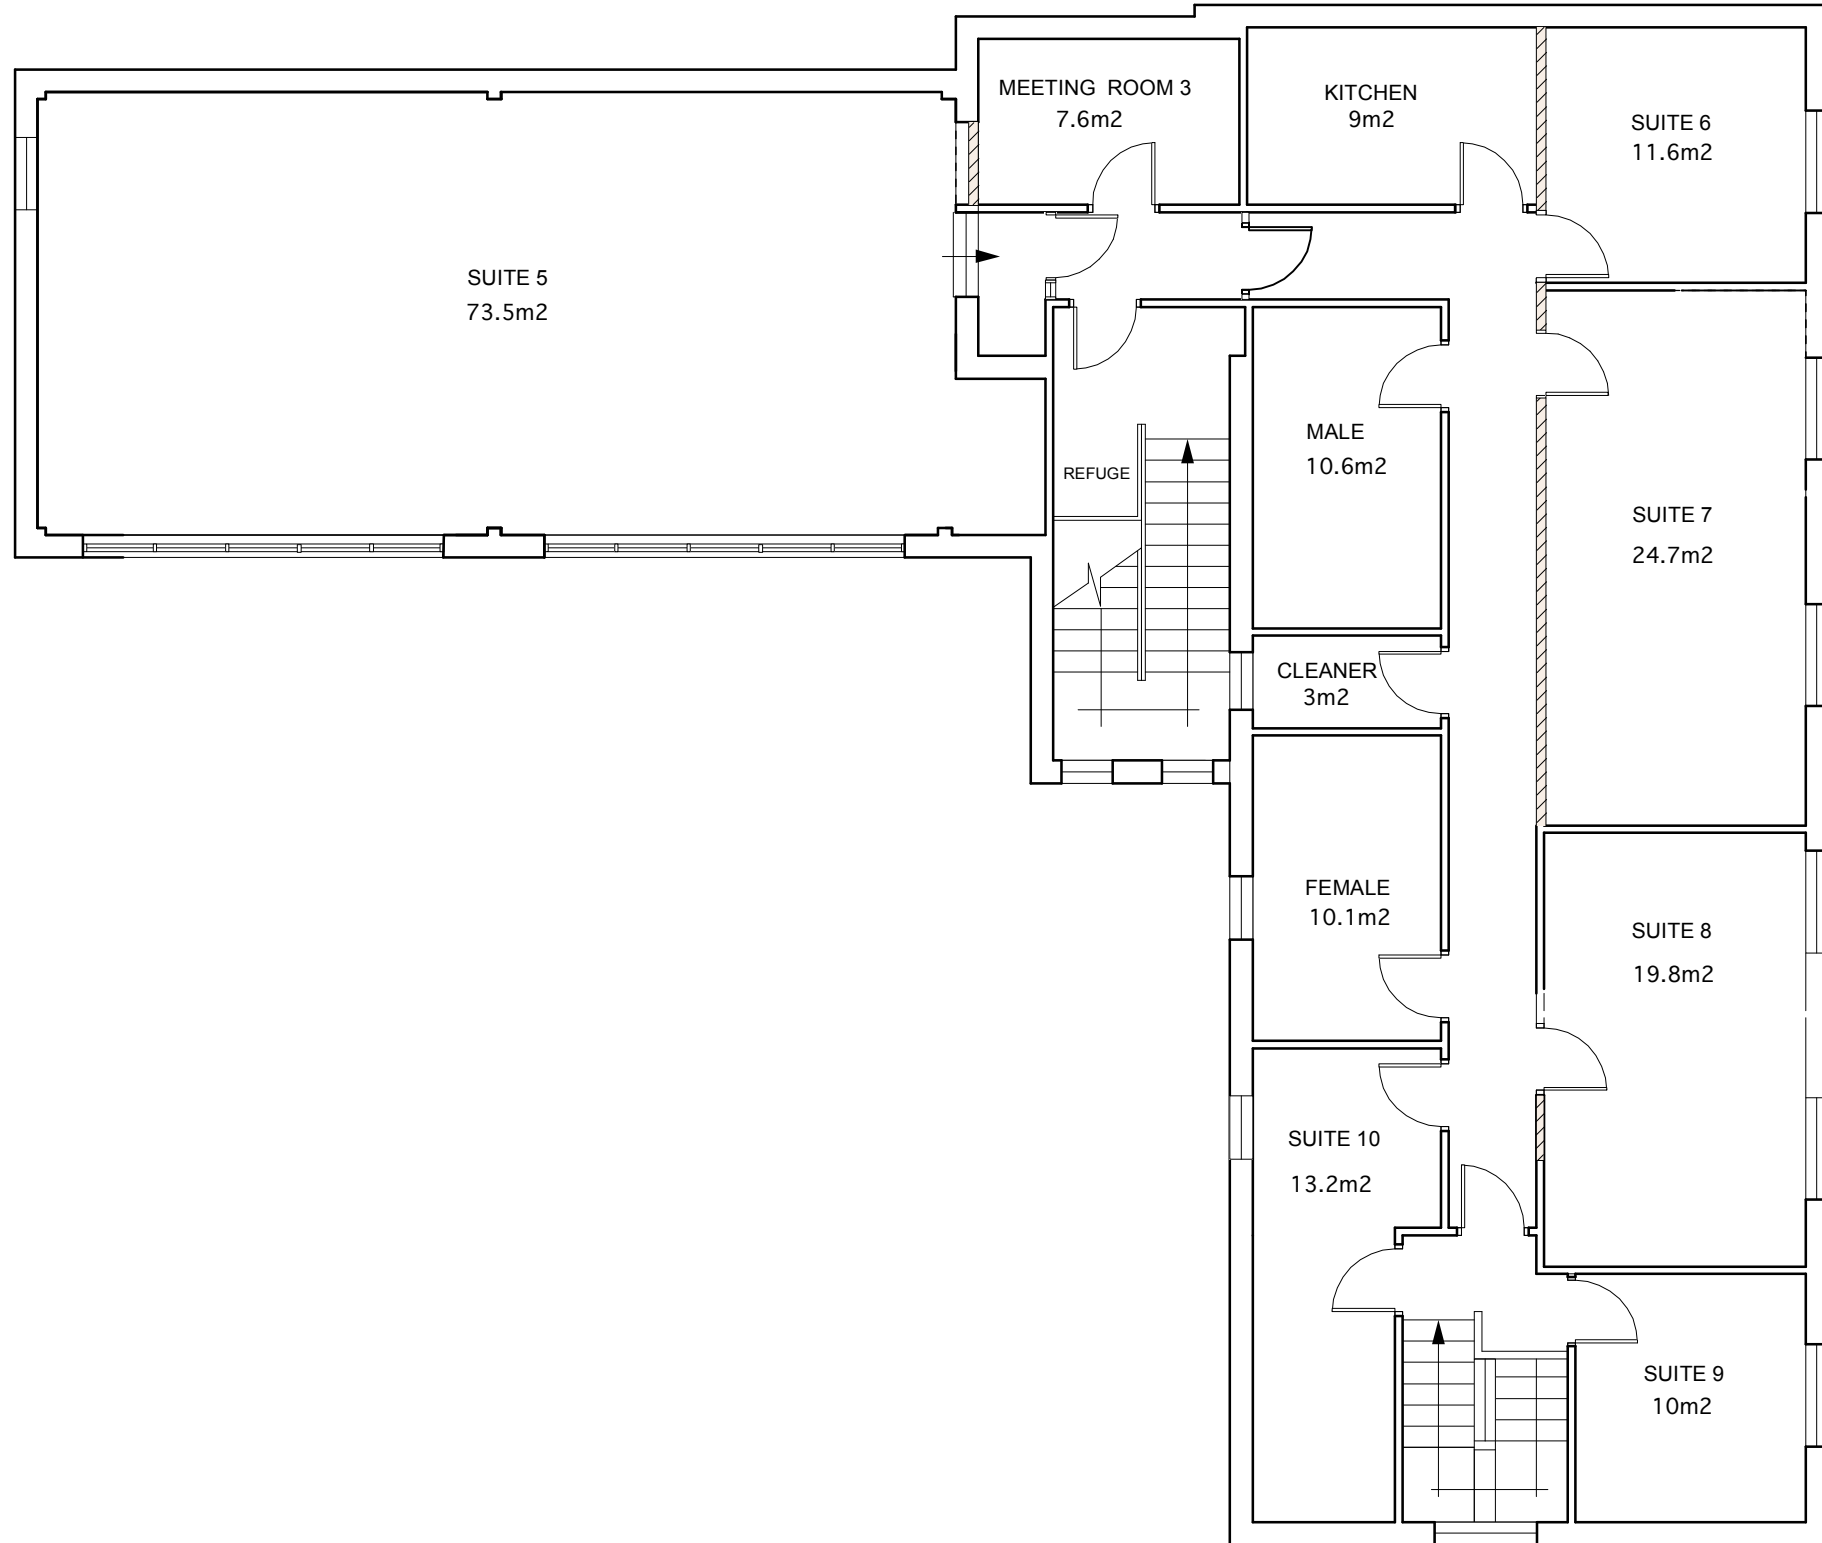 MEETING ROOM 3
7.6m2
KITCHEN
9m2
SUITE 6
11.6m2
SUITE 5
73.5m2
MALE
10.6m2
REFUGE
SUITE 7
24.7m2
CLEANER
3m2
FEMALE
10.1m2
SUITE 8
19.8m2
SUITE 10
13.2m2
SUITE 9
10m2